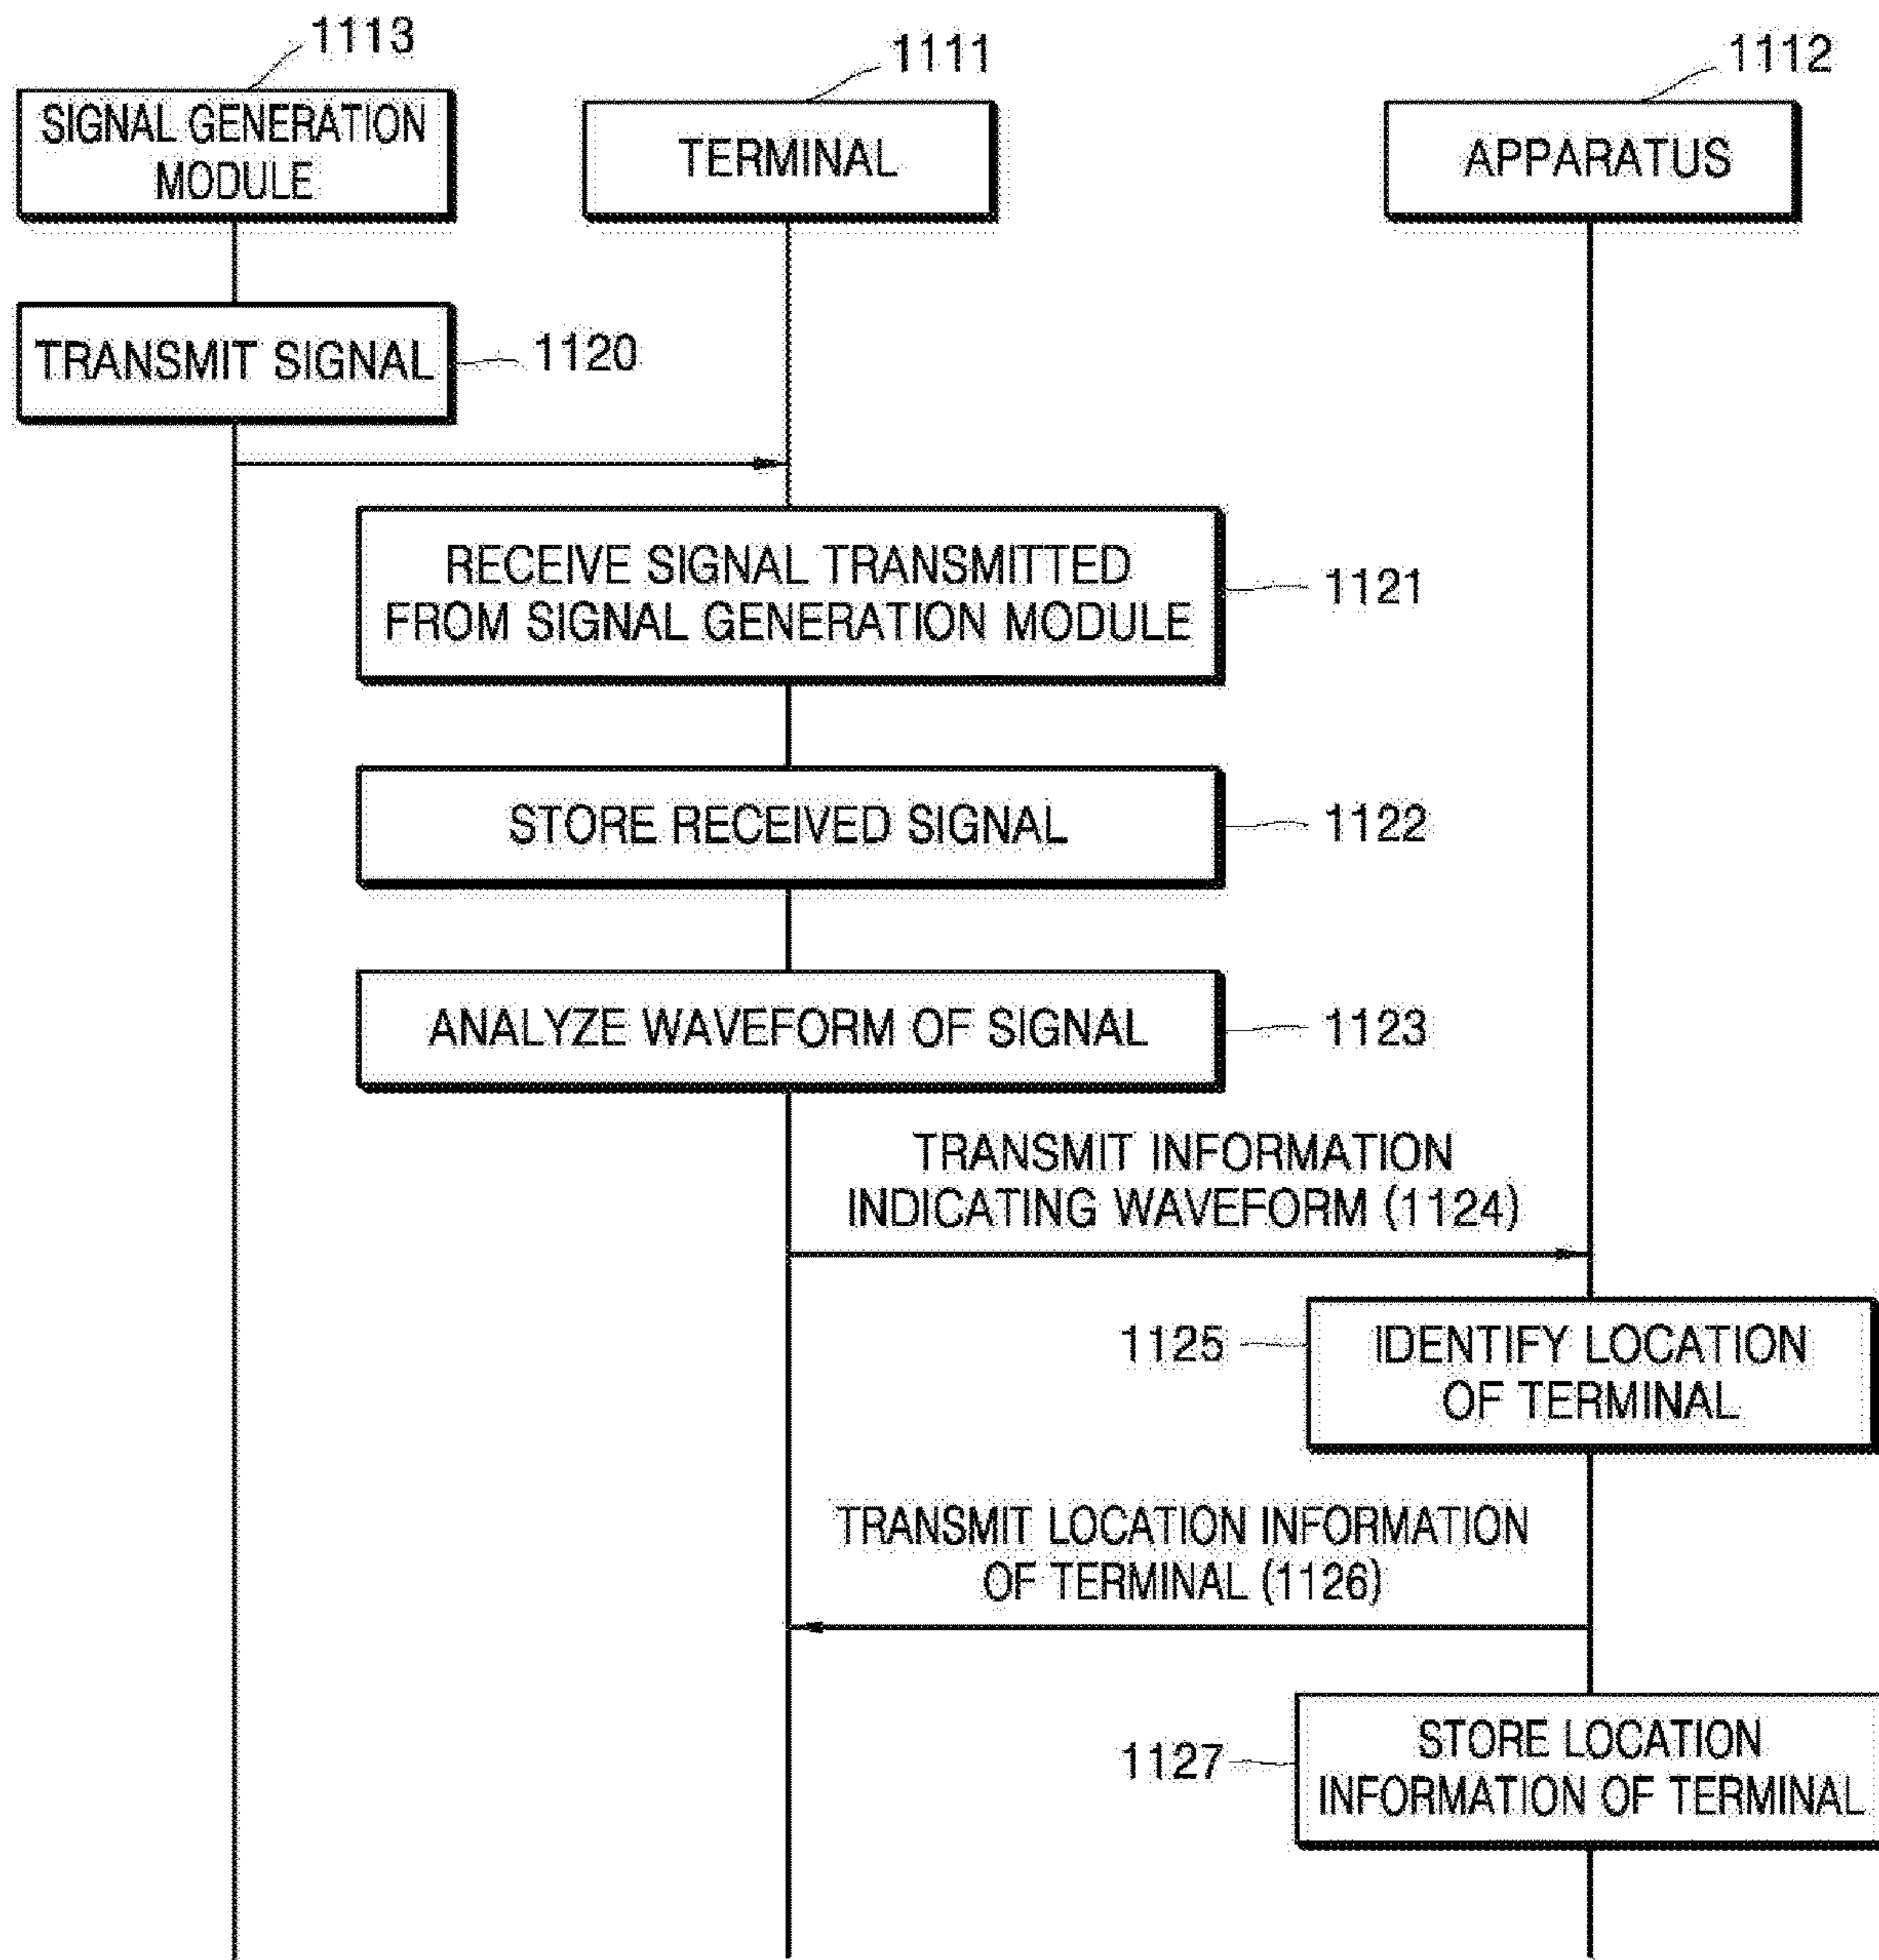 1113
1111
1112
SIGNAL GENERATION
MODULE
TERMINAL
APPARATUS
TRANSMIT SIGNAL
1120
RECEIVE SIGNAL TRANSMITTED
FROM SIGNAL GENERATION MODULE
1121
STORE RECEIVED SIGNAL
1122
ANALYZE WAVEFORM OF SIGNAL
1123
TRANSMIT INFORMATION
INDICATING WAVEFORM (1124)
1125
IDENTIFY LOCATION
OF TERMINAL
TRANSMIT LOCATION INFORMATION
OF TERMINAL (1126)
1127
STORE LOCATION
INFORMATION OF TERMINAL